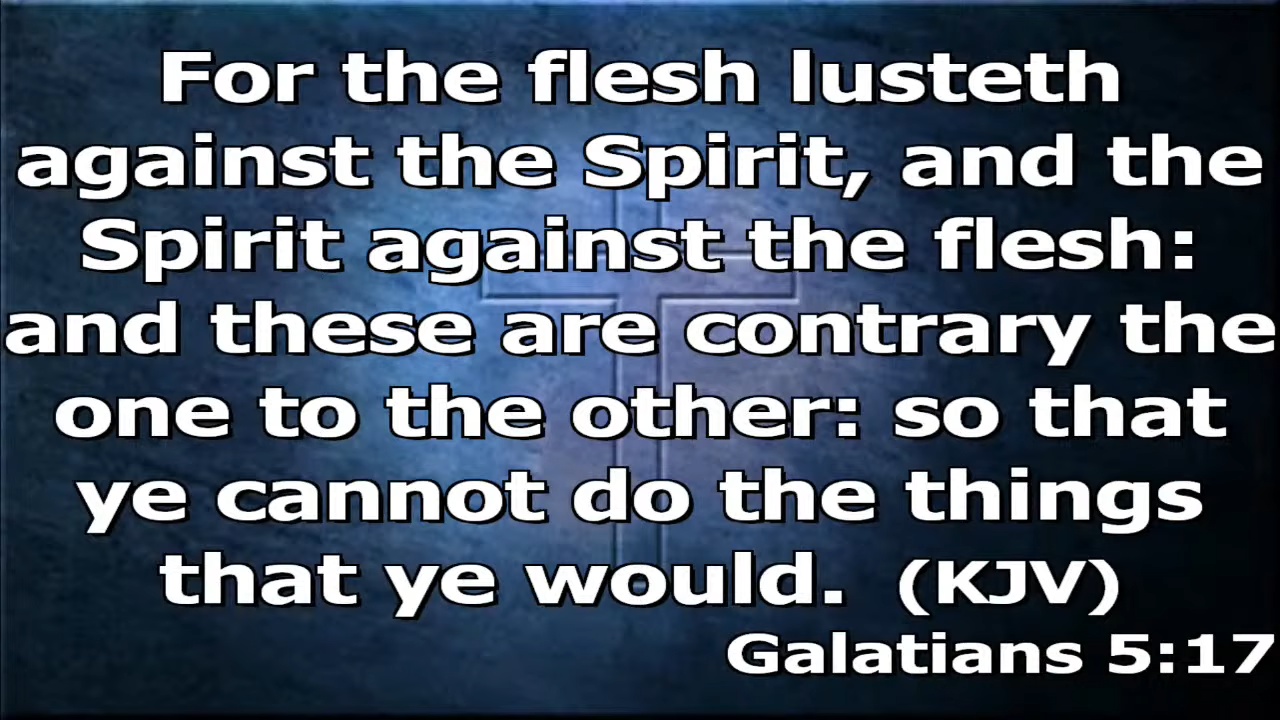 For the flesh lusteth
against the Spirit, and the
Spirit against the flesh:
and these are contrary the
one to the other: so that
ye cannot do the things
that ye would. (KJV)
Galatians 5:17